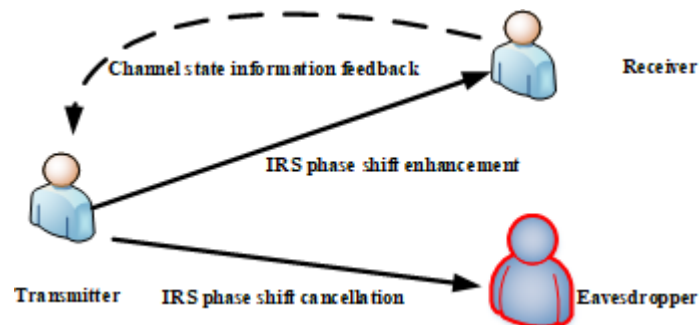 Channel state information feedback
Receiver
IRS phase shift enhancement
Transmitter
IRS phase shift cancellation
Eavesdropper